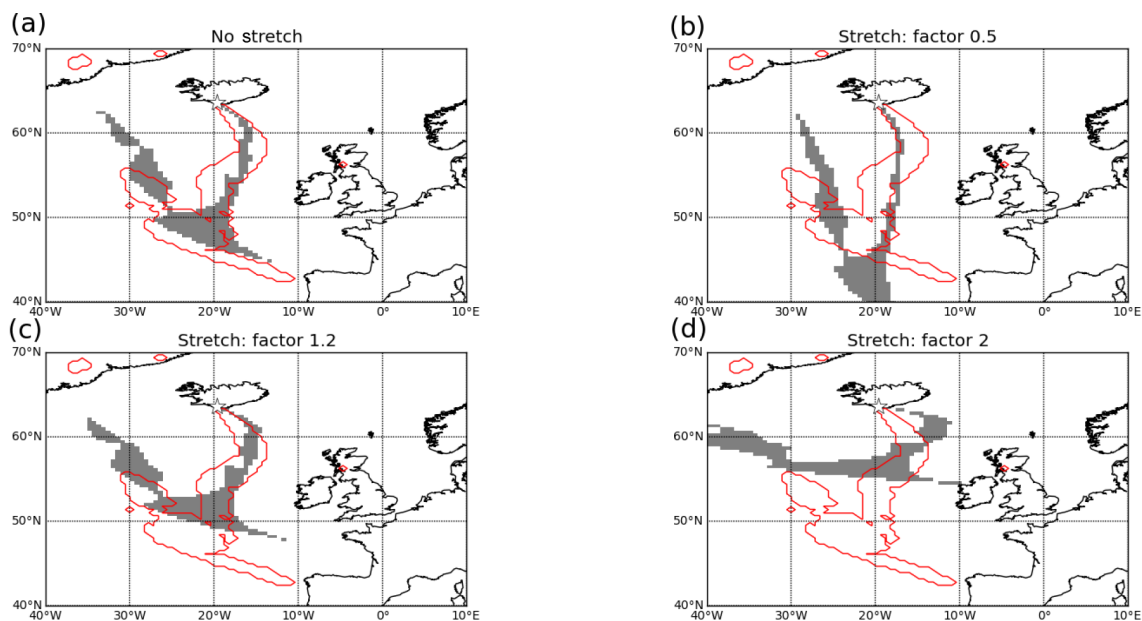 (a)
No stretch
70°N
60°N
50°N
40°N
40°W 30°W 20°W 10°W 0° 10°E
(b)
Stretch: factor 0.5
70°N
60°N
50°N
40°N
40°W 30°W 20°W 10°W 0° 10°E
(c)
Stretch: factor 1.2
70°N
60°N
50°N
40°N
40°W 30°W 20°W 10°W 0° 10°E
(d)
Stretch: factor 2
70°N
60°N
50°N
40°N
40°W 30°W 20°W 10°W 0° 10°E